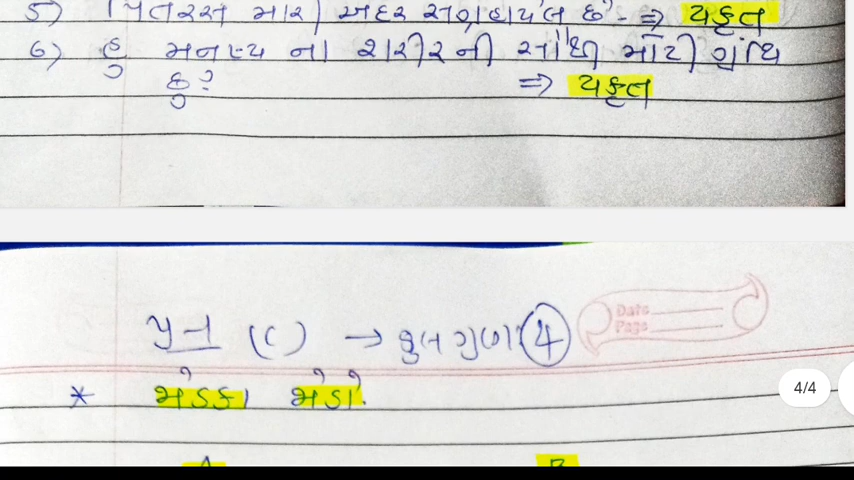 5) પિતરસ મારી અંદર સંગ્રહાયેલ છે. ⇒ યકૃત
6) હું મનુષ્ય ના શરીરની સૌથી મોટી ગ્રંથિ
છું? ⇒ યકૃત
Date
Page
પ્ર-1 (C) → કુલ ગુણ: 4
* જોડકા જોડો.
4/4
A B